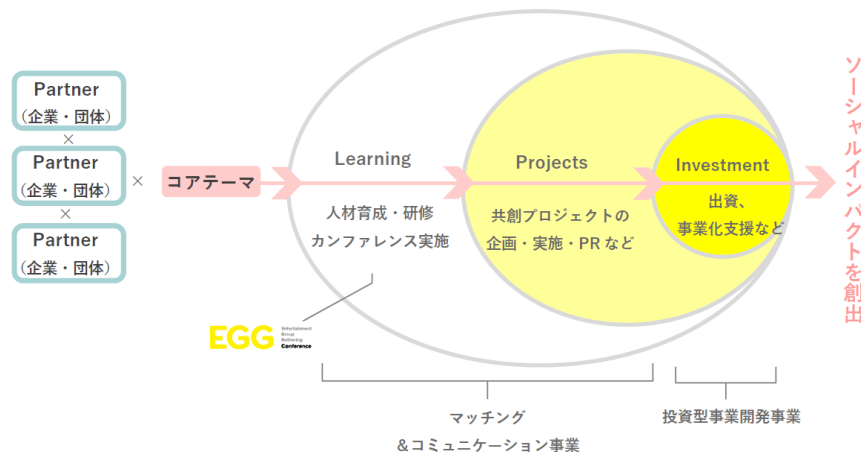 Partner
(企業・団体)
×
Partner
(企業・団体)
×
Partner
(企業・団体)
×
コアテーマ
Learning
人材育成・研修
カンファレンス実施
Projects
共創プロジェクトの
企画・実施・PR など
Investment
出資、
事業化支援など
ソーシャルインパクトを創出
EGG
Entertainment
Group
Gathering
Conference
マッチング
&コミュニケーション事業
投資型事業開発事業